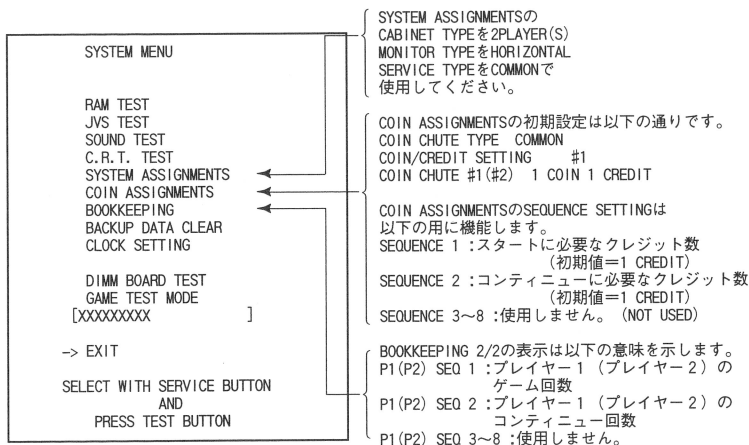 SYSTEM MENU
RAM TEST
JVS TEST
SOUND TEST
C.R.T. TEST
SYSTEM ASSIGNMENTS
COIN ASSIGNMENTS
BOOKKEEPING
BACKUP DATA CLEAR
CLOCK SETTING
DIMM BOARD TEST
GAME TEST MODE
[XXXXXXXXX ]
-> EXIT
SELECT WITH SERVICE BUTTON
AND
PRESS TEST BUTTON
SYSTEM ASSIGNMENTSの
CABINET TYPEを2PLAYER(S)
MONITOR TYPEをHORIZONTAL
SERVICE TYPEをCOMMONで
使用してください。
COIN ASSIGNMENTSの初期設定は以下の通りです。
COIN CHUTE TYPE COMMON
COIN/CREDIT SETTING #1
COIN CHUTE #1(#2) 1 COIN 1 CREDIT
COIN ASSIGNMENTSのSEQUENCE SETTINGは
以下の用に機能します。
SEQUENCE 1 :スタートに必要なクレジット数
(初期値=1 CREDIT)
SEQUENCE 2 :コンティニューに必要なクレジット数
(初期値=1 CREDIT)
SEQUENCE 3～8 :使用しません。(NOT USED)
BOOKKEEPING 2/2の表示は以下の意味を示します。
P1(P2) SEQ 1 :プレイヤー1 (プレイヤー2) の
ゲーム回数
P1(P2) SEQ 2 :プレイヤー1 (プレイヤー2) の
コンティニュー回数
P1(P2) SEQ 3～8 :使用しません。